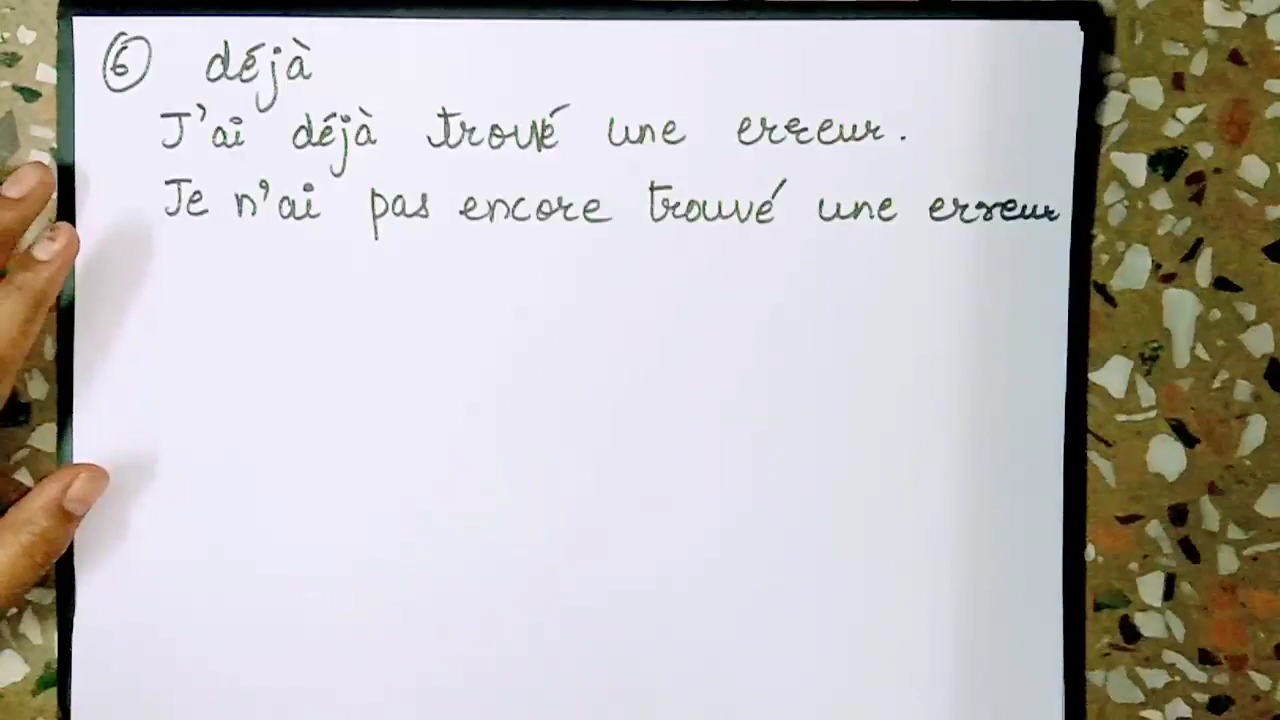 ⑥ déjà
J'ai déjà trouvé une erreur.
Je n'ai pas encore trouvé une erreur